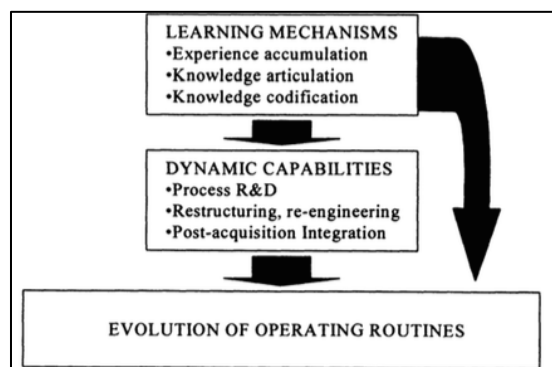 LEARNING MECHANISMS
•Experience accumulation
•Knowledge articulation
•Knowledge codification
DYNAMIC CAPABILITIES
•Process R&D
•Restructuring, re-engineering
•Post-acquisition Integration
EVOLUTION OF OPERATING ROUTINES